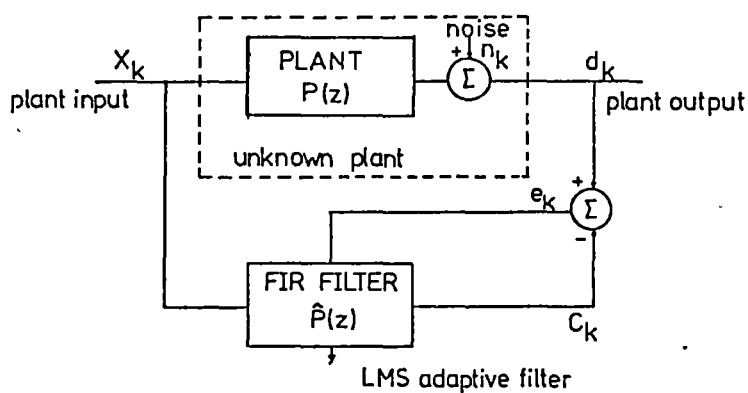 noise
X_k
PLANT
P(z)
+
n_k
Σ
d_k
plant input
plant output
unknown plant
e_k
+
Σ
-
FIR FILTER
P̂(z)
C_k
LMS adaptive filter